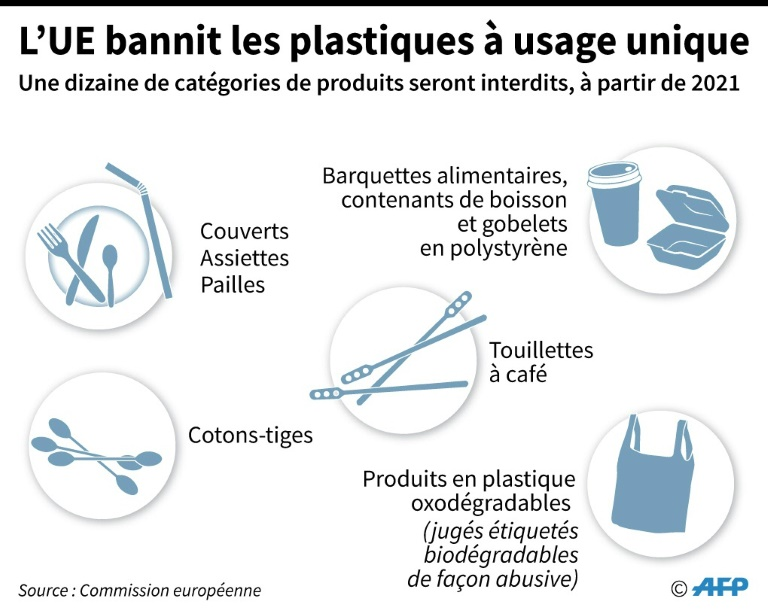 L'UE bannit les plastiques à usage unique
Une dizaine de catégories de produits seront interdits, à partir de 2021
Couverts
Assiettes
Pailles
Barquettes alimentaires,
contenants de boisson
et gobelets
en polystyrène
Touillettes
à café
Cotons-tiges
Produits en plastique
oxodégradables
(jugés étiquetés
biodégradables
de façon abusive)
Source : Commission européenne
© AFP